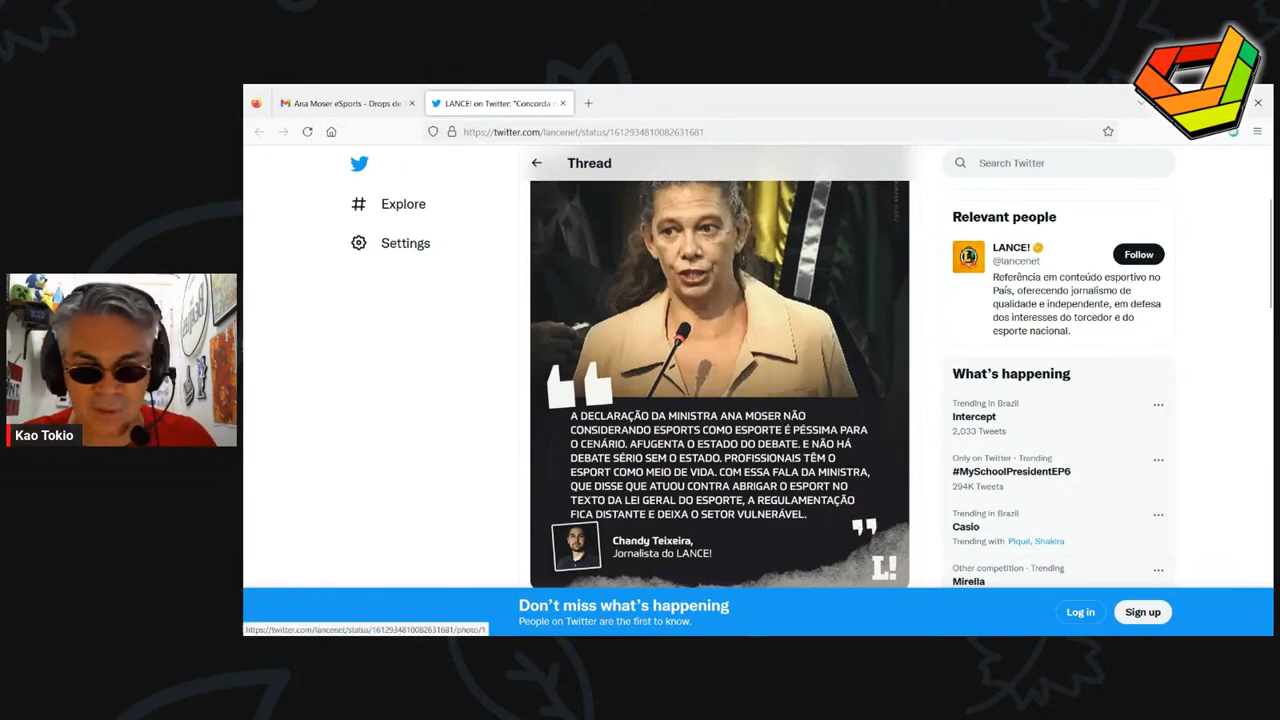 Ana Moser eSports - Drops de
LANCE! on Twitter: "Concorda
https://twitter.com/lancenet/status/1612934810082631681
Thread
Search Twitter
Explore
Settings
Relevant people
LANCE!
@lancenet
Follow
Referência em conteúdo esportivo no
País, oferecendo jornalismo de
qualidade e independente, em defesa
dos interesses do torcedor e do
esporte nacional.
A DECLARAÇÃO DA MINISTRA ANA MOSER NÃO
CONSIDERANDO ESPORTS COMO ESPORTE É PÉSSIMA PARA
O CENÁRIO. AFUGENTA O ESTADO DO DEBATE. E NÃO HÁ
DEBATE SÉRIO SEM O ESTADO. PROFISSIONAIS TÊM O
ESPORT COMO MEIO DE VIDA. COM ESSA FALA DA MINISTRA,
QUE DISSE QUE ATUOU CONTRA ABRIGAR O ESPORT NO
TEXTO DA LEI GERAL DO ESPORTE, A REGULAMENTAÇÃO
FICA DISTANTE E DEIXA O SETOR VULNERÁVEL.
Chandy Teixeira,
Jornalista do LANCE!
L!
What's happening
Trending in Brazil
Intercept
2,033 Tweets
Only on Twitter · Trending
#MySchoolPresidentEP6
294K Tweets
Trending in Brazil
Casio
Trending with Piqué, Shakira
Other competition · Trending
Mirella
Kao Tokio
Don't miss what's happening
People on Twitter are the first to know.
Log in
Sign up
https://twitter.com/lancenet/status/1612934810082631681/photo/1